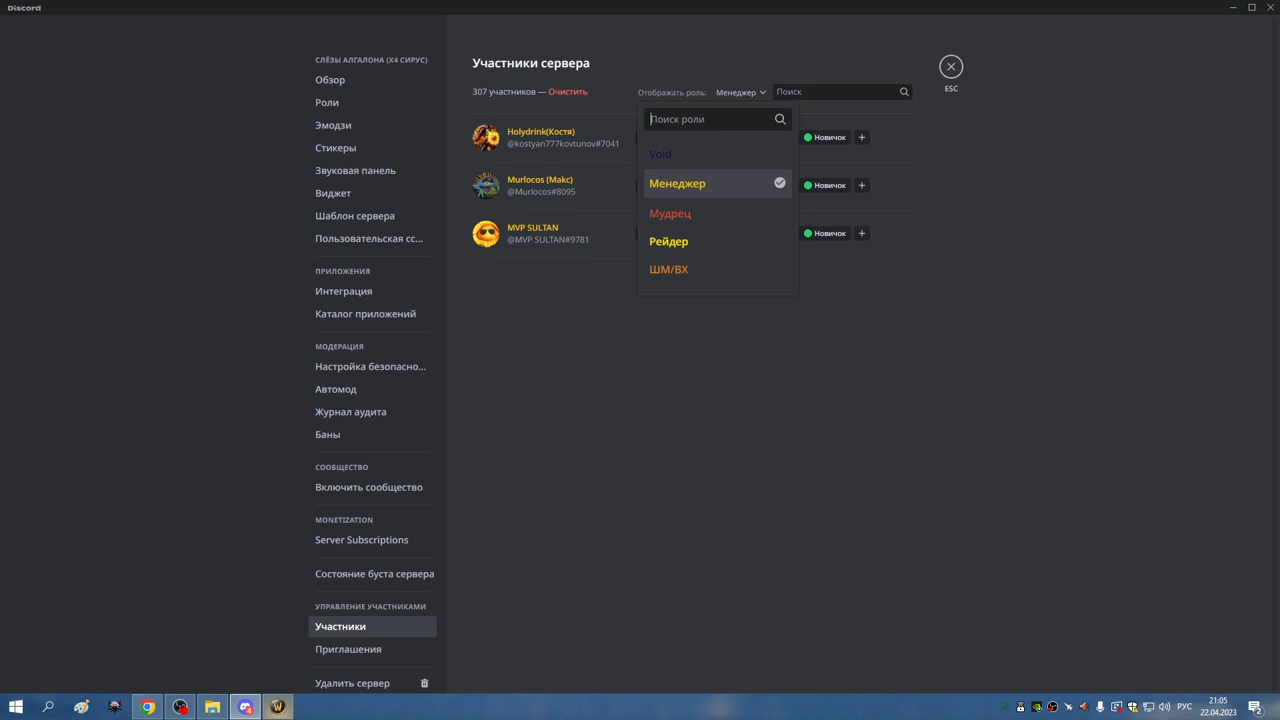 Discord
СЛЁЗЫ АЛГАЛОНА (X4 СИРУС)
Обзор
Роли
Эмодзи
Стикеры
Звуковая панель
Виджет
Шаблон сервера
Пользовательская сс...
ПРИЛОЖЕНИЯ
Интеграция
Каталог приложений
МОДЕРАЦИЯ
Настройка безопасно...
Автомод
Журнал аудита
Баны
СООБЩЕСТВО
Включить сообщество
MONETIZATION
Server Subscriptions
Состояние буста сервера
УПРАВЛЕНИЕ УЧАСТНИКАМИ
Участники
Приглашения
Удалить сервер
Участники сервера
307 участников — Очистить
Отображать роль: Менеджер
Поиск
ESC
Holydrink(Костя)
@kostyan777kovtunov#7041
Новичок
Murlocos (Макс)
@Murlocos#8095
Новичок
MVP SULTAN
@MVP SULTAN#9781
Новичок
Поиск роли
Void
Менеджер
Мудрец
Рейдер
ШМ/ВХ
РУС
21:05
22.04.2023